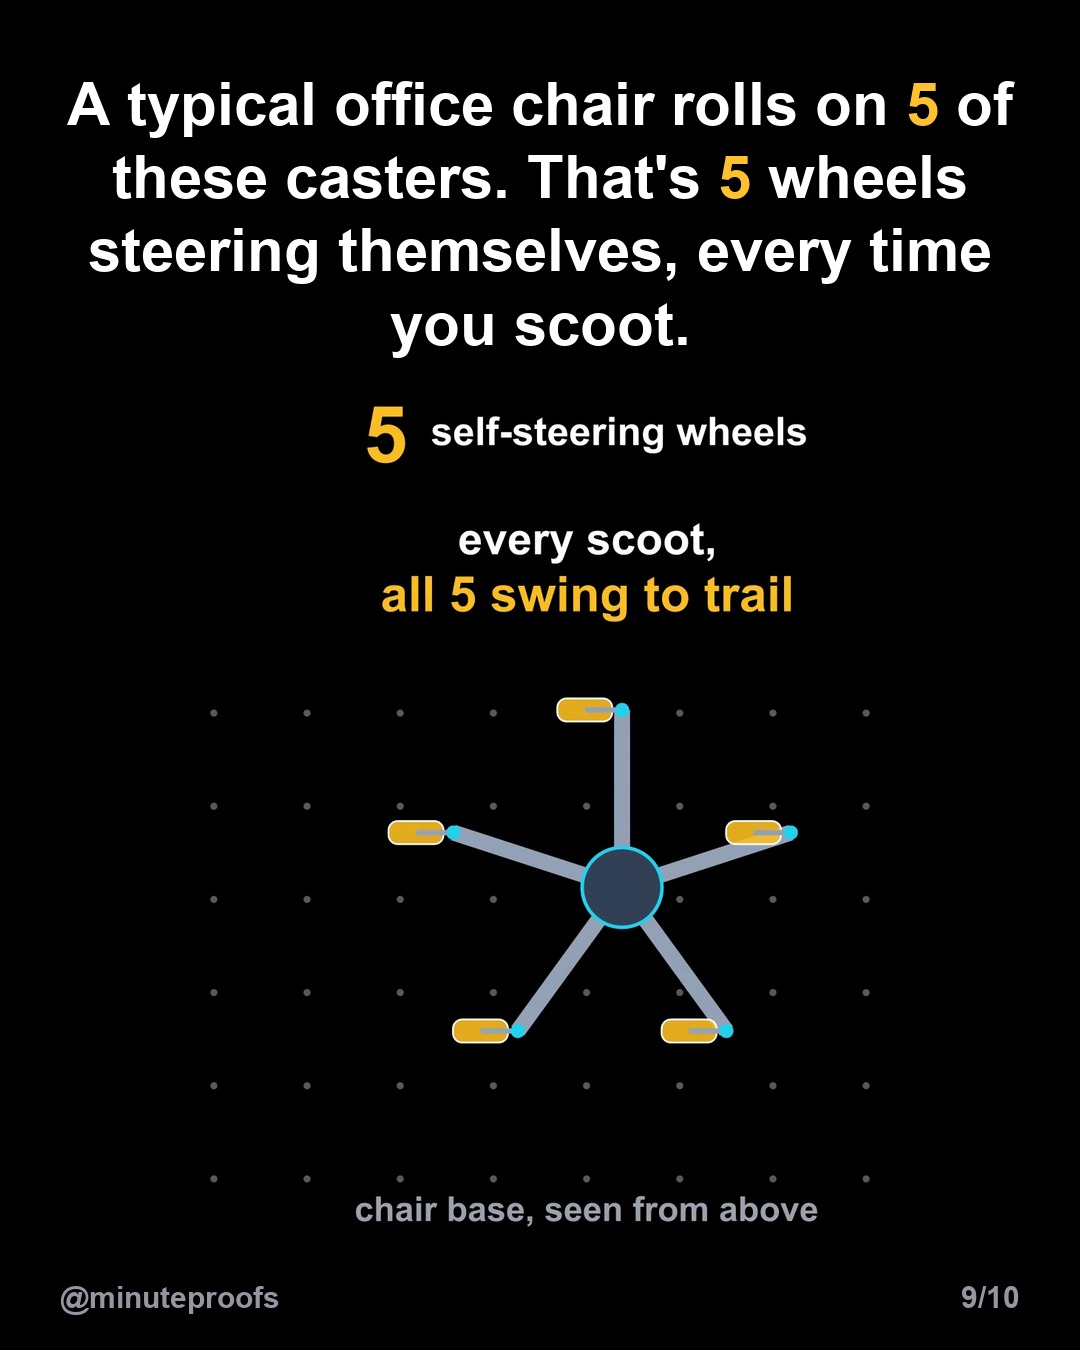 A typical office chair rolls on 5 of
these casters. That's 5 wheels
steering themselves, every time
you scoot.
5 self-steering wheels
every scoot,
all 5 swing to trail
chair base, seen from above
@minuteproofs
9/10